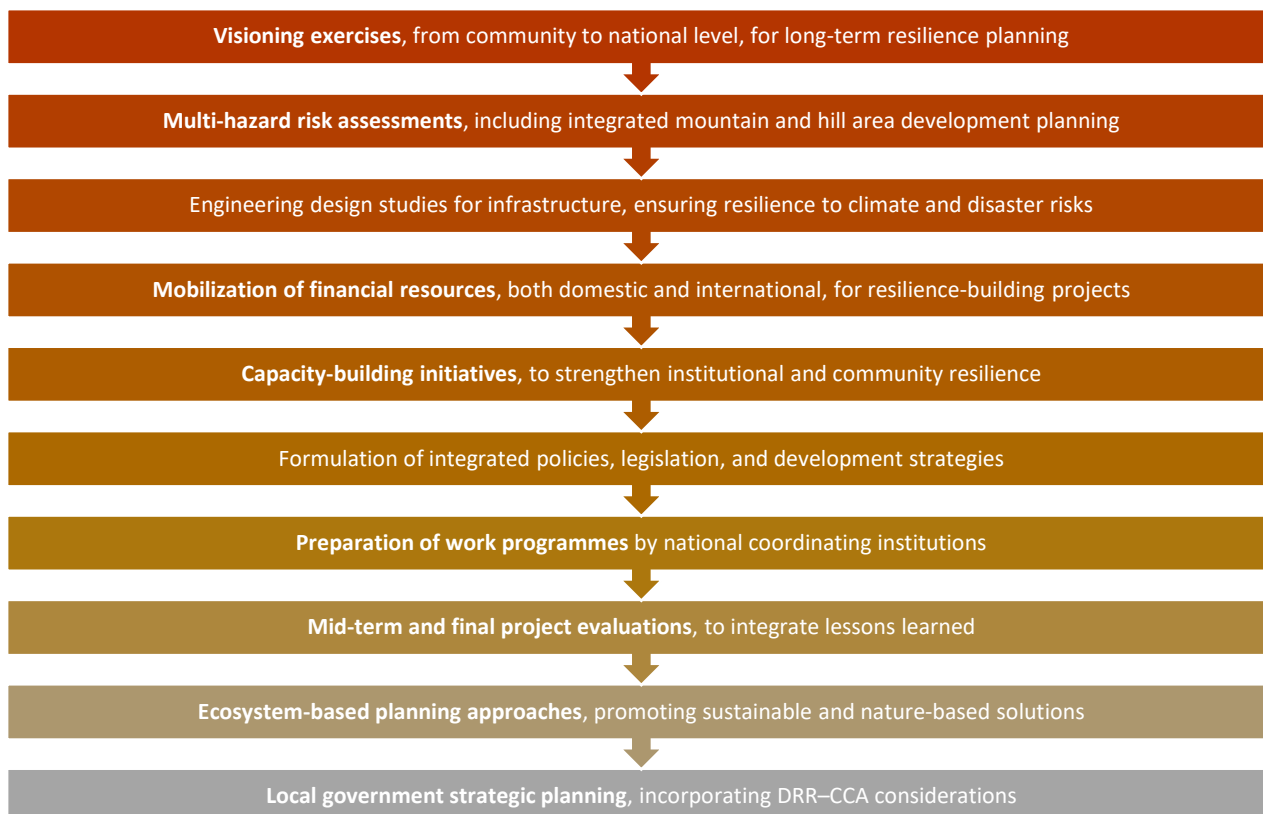 Visioning exercises, from community to national level, for long-term resilience planning
Multi-hazard risk assessments, including integrated mountain and hill area development planning
Engineering design studies for infrastructure, ensuring resilience to climate and disaster risks
Mobilization of financial resources, both domestic and international, for resilience-building projects
Capacity-building initiatives, to strengthen institutional and community resilience
Formulation of integrated policies, legislation, and development strategies
Preparation of work programmes by national coordinating institutions
Mid-term and final project evaluations, to integrate lessons learned
Ecosystem-based planning approaches, promoting sustainable and nature-based solutions
Local government strategic planning, incorporating DRR–CCA considerations